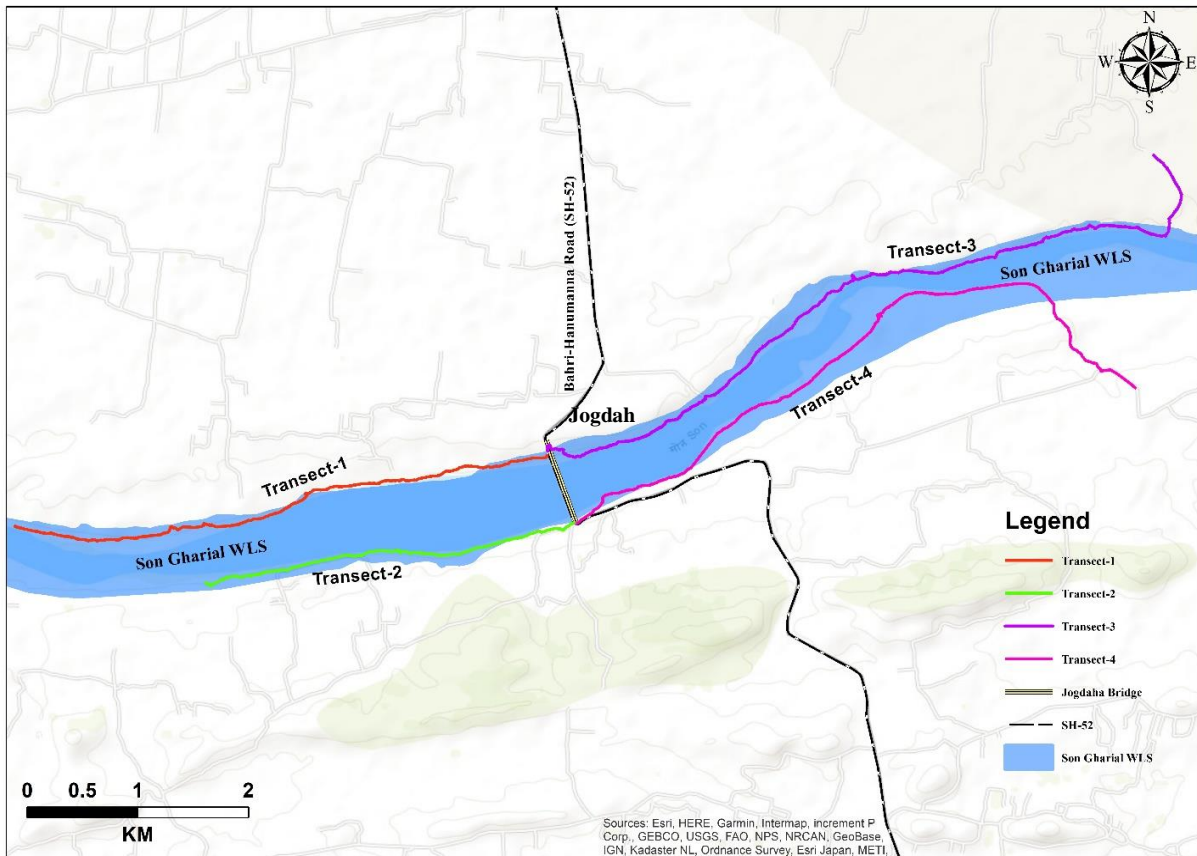 N
W E
S
Bahri-Hanumanna Road (SH-52)
Transect-3
Son Gharial WLS
Transect-4
Jogdah
सोन Son
Transect-1
Son Gharial WLS
Transect-2
Legend
Transect-1
Transect-2
Transect-3
Transect-4
Jogdaha Bridge
SH-52
Son Gharial WLS
0 0.5 1 2
KM
Sources: Esri, HERE, Garmin, Intermap, increment P
Corp., GEBCO, USGS, FAO, NPS, NRCAN, GeoBase,
IGN, Kadaster NL, Ordnance Survey, Esri Japan, METI,